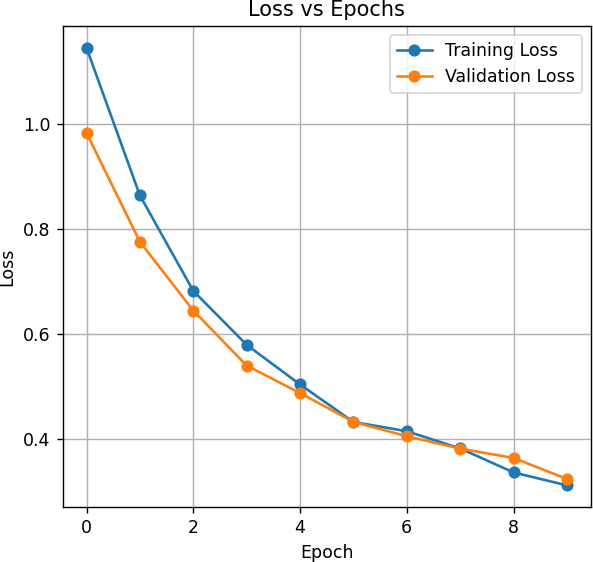 Loss vs Epochs
Training Loss
Validation Loss
1.0
0.8
0.6
0.4
Loss
0 2 4 6 8
Epoch